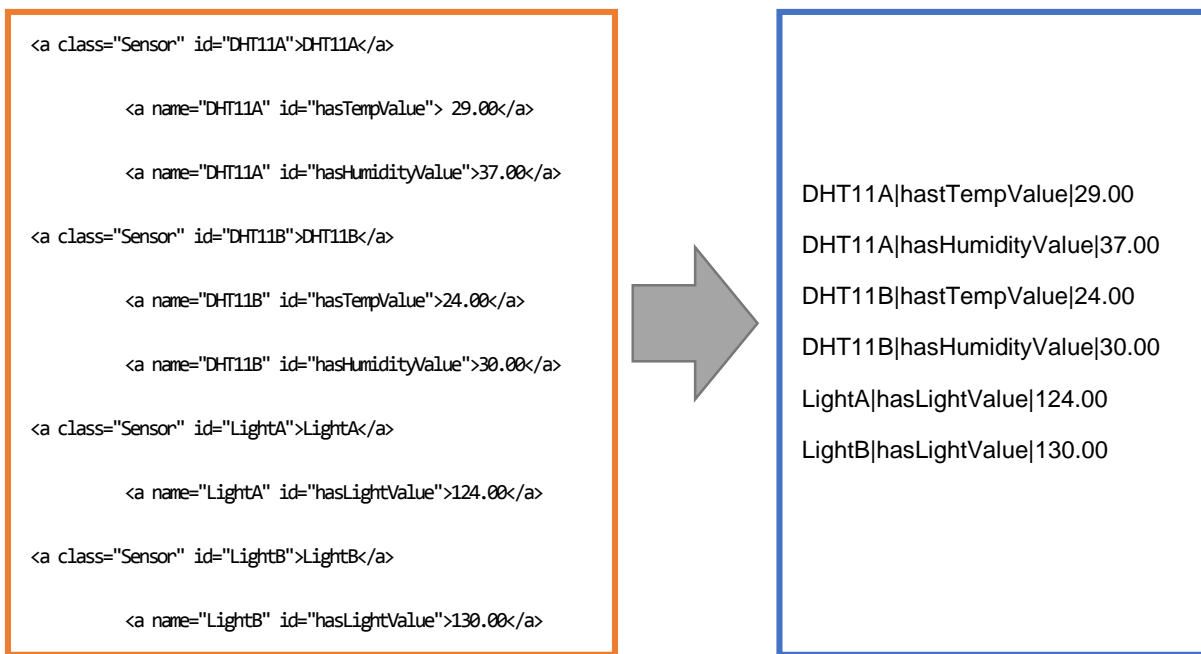 <a class="Sensor" id="DHT11A">DHT11A</a>
<a name="DHT11A" id="hasTempValue"> 29.00</a>
<a name="DHT11A" id="hasHumidityValue">37.00</a>
<a class="Sensor" id="DHT11B">DHT11B</a>
<a name="DHT11B" id="hasTempValue">24.00</a>
<a name="DHT11B" id="hasHumidityValue">30.00</a>
<a class="Sensor" id="LightA">LightA</a>
<a name="LightA" id="hasLightValue">124.00</a>
<a class="Sensor" id="LightB">LightB</a>
<a name="LightB" id="hasLightValue">130.00</a>
DHT11A|hastTempValue|29.00
DHT11A|hasHumidityValue|37.00
DHT11B|hastTempValue|24.00
DHT11B|hasHumidityValue|30.00
LightA|hasLightValue|124.00
LightB|hasLightValue|130.00